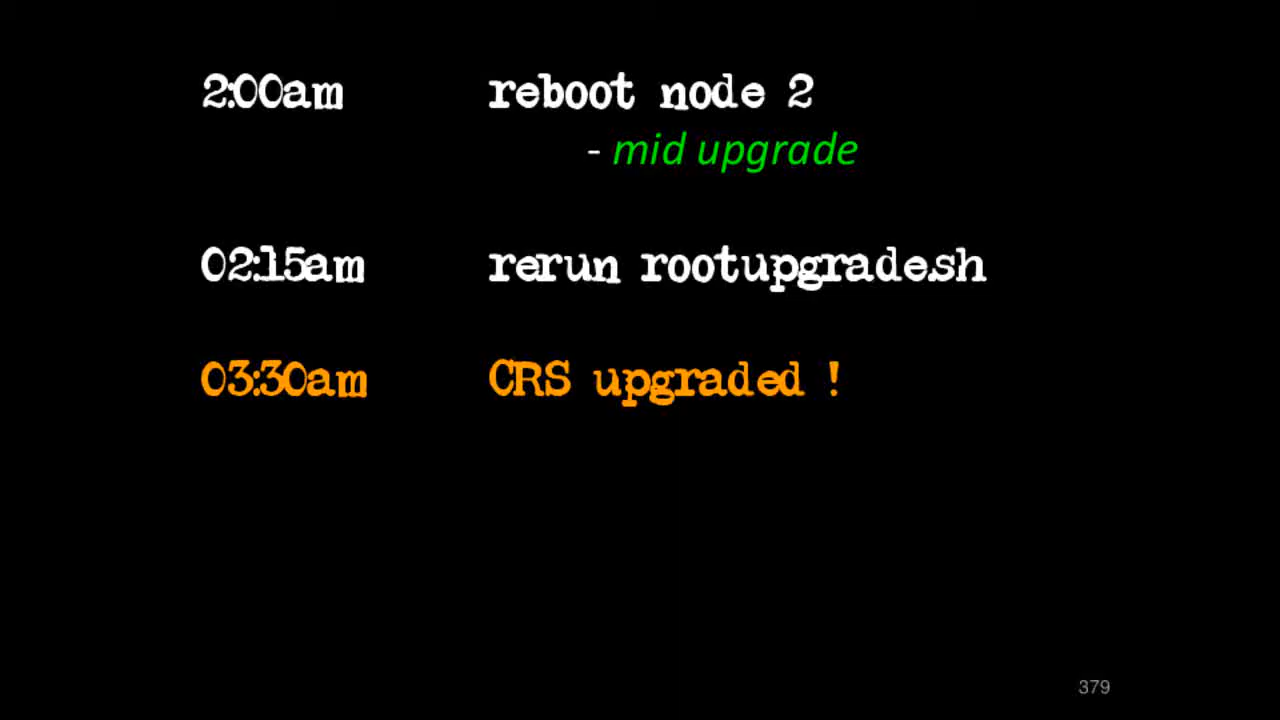 2:00am reboot node 2
- mid upgrade
02:15am rerun rootupgrade.sh
03:30am CRS upgraded !
379